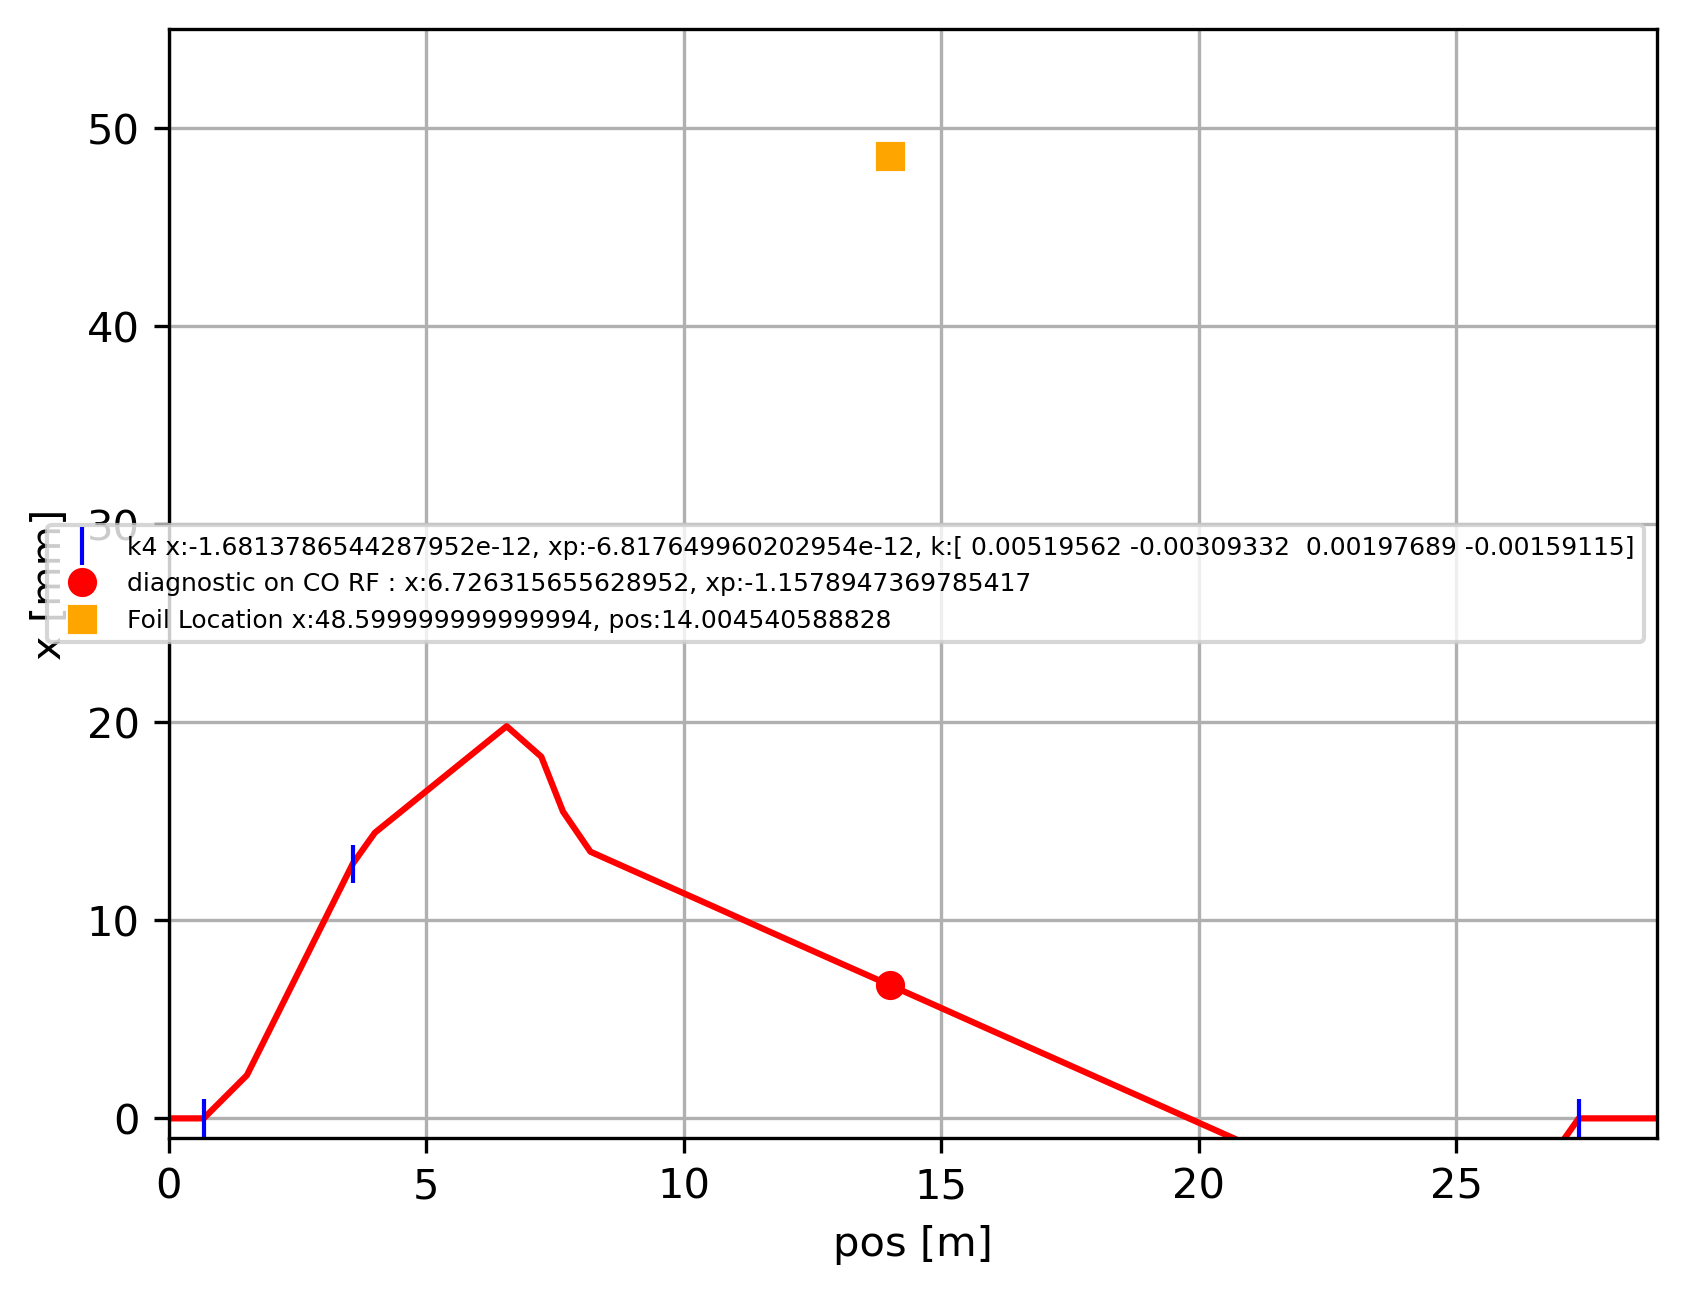 50
40
30
20
10
0
x [mm]
k4 x:-1.6813786544287952e-12, xp:-6.817649960202954e-12, k:[ 0.00519562 -0.00309332  0.00197689 -0.00159115]
diagnostic on CO RF : x:6.726315655628952, xp:-1.1578947369785417
Foil Location x:48.599999999999994, pos:14.004540588828
0 5 10 15 20 25
pos [m]